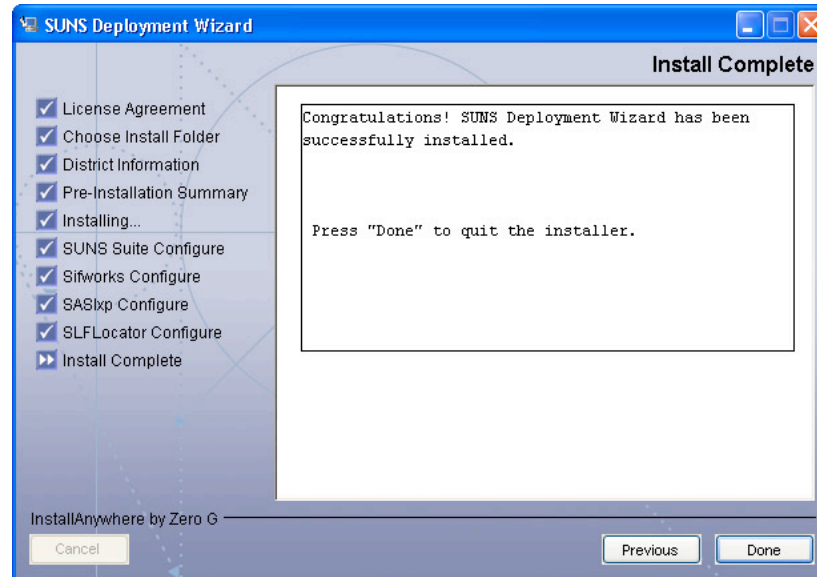 SUNS Deployment Wizard
Install Complete
License Agreement
Choose Install Folder
District Information
Pre-Installation Summary
Installing...
SUNS Suite Configure
Sifworks Configure
SASIxp Configure
SLFLocator Configure
Install Complete
Congratulations! SUNS Deployment Wizard has been
successfully installed.
Press "Done" to quit the installer.
InstallAnywhere by Zero G
Cancel
Previous
Done